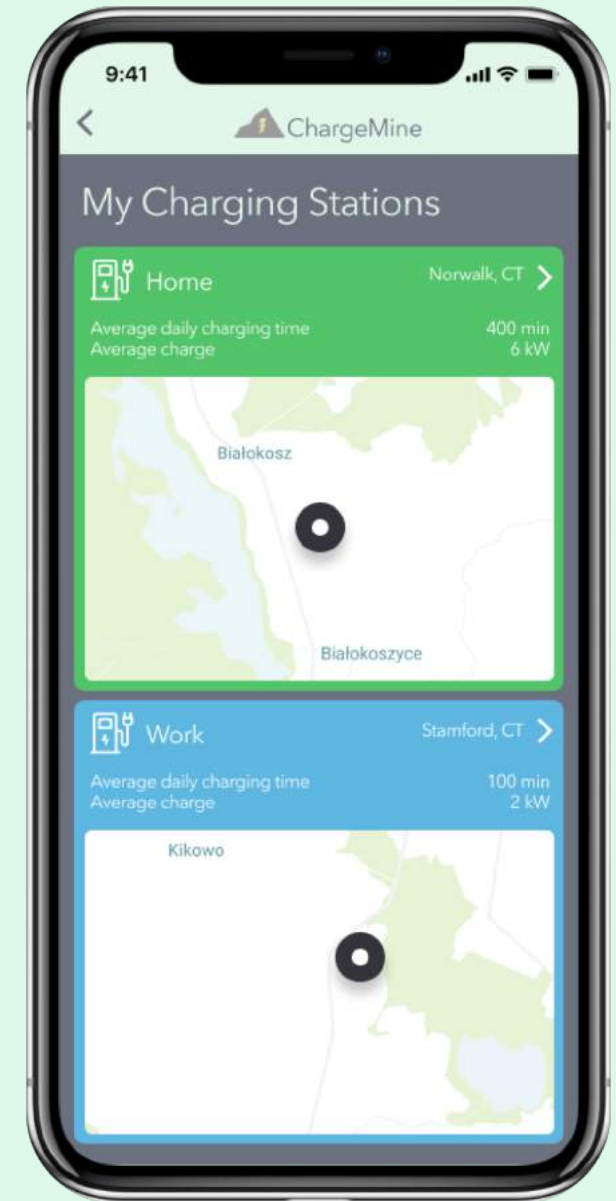 9:41
ChargeMine
My Charging Stations
Home
Norwalk, CT
Average daily charging time 400 min
Average charge 6 kW
Białokosz
Białokoszyce
Work
Stamford, CT
Average daily charging time 100 min
Average charge 2 kW
Kikowo